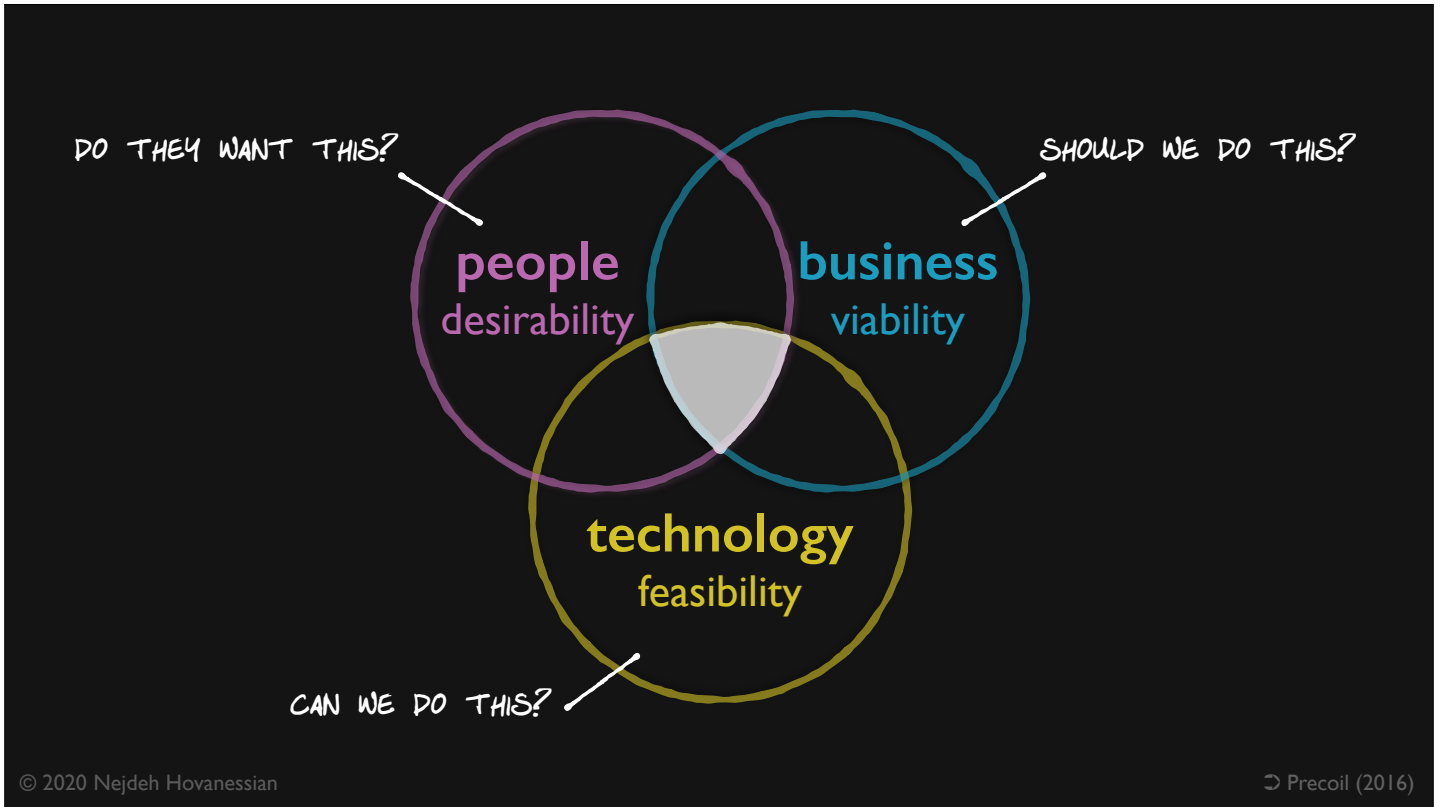 DO THEY WANT THIS?
SHOULD WE DO THIS?
people
desirability
business
viability
technology
feasibility
CAN WE DO THIS?
© 2020 Nejdeh Hovanessian
➲ Precoil (2016)